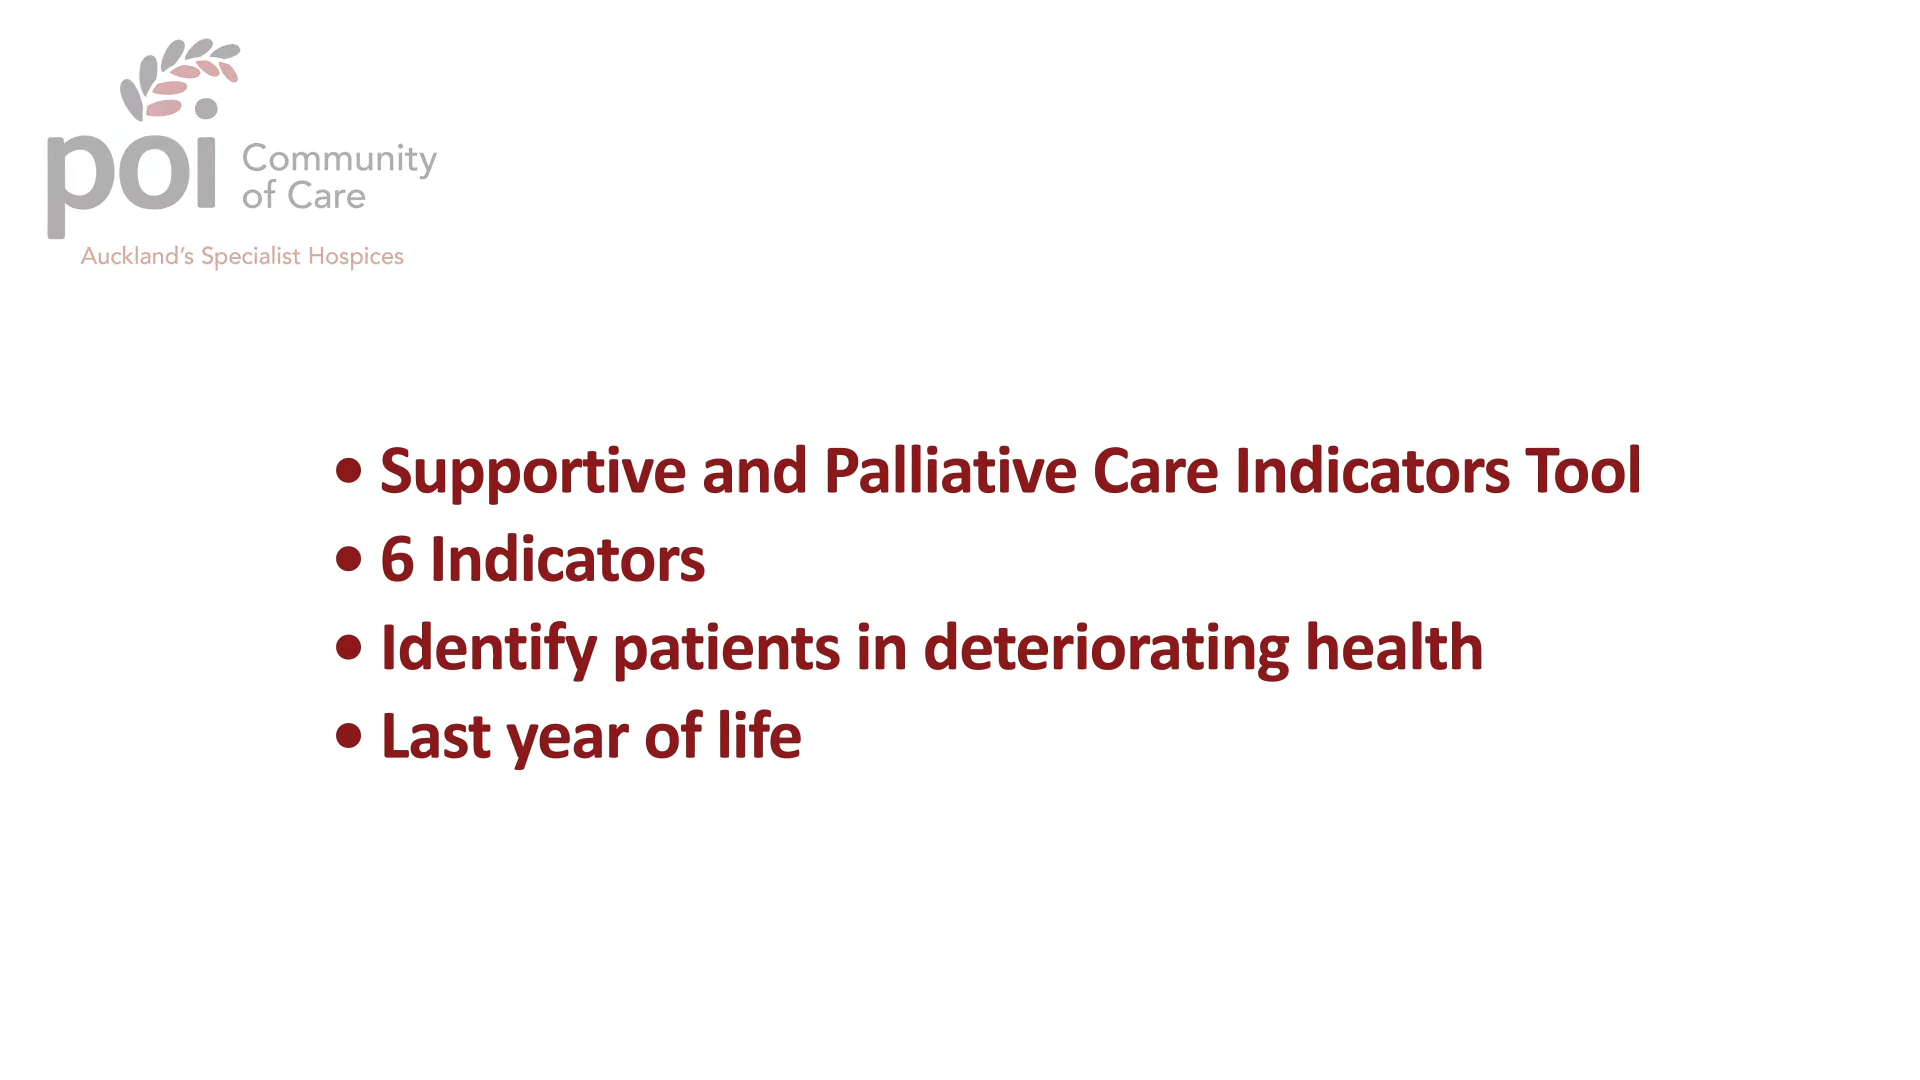 poi Community
of Care
Auckland's Specialist Hospices
• Supportive and Palliative Care Indicators Tool
• 6 Indicators
• Identify patients in deteriorating health
• Last year of life